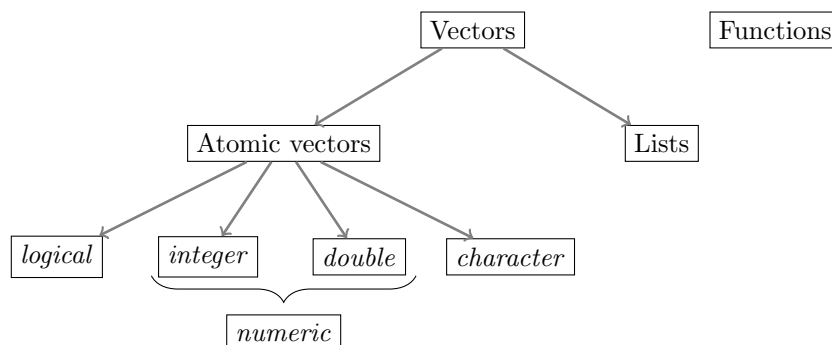 Vectors
Functions
Atomic vectors
Lists
logical
integer
double
character
numeric